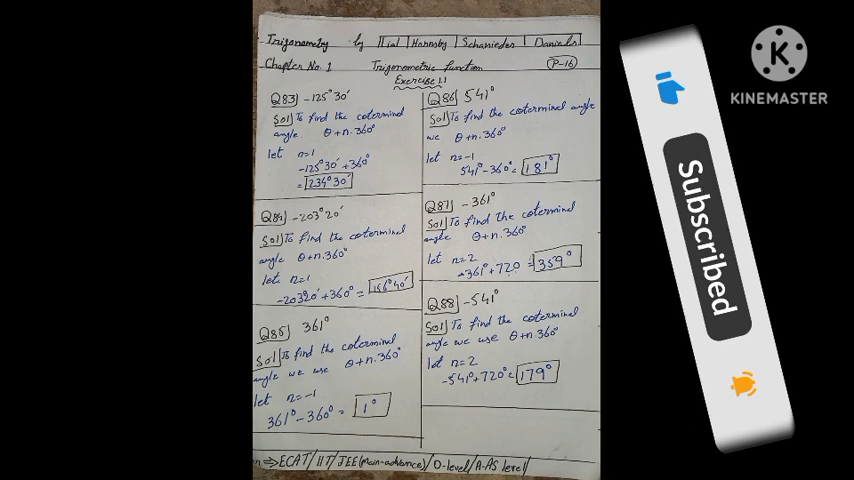 Trigonometry by Lial | Hornsby | Schanieder | Daniels
Chapter No. 1 Trigonometric function P-16
Exercise 1.1
Q83) -125°30'
Sol) To find the coterminal
angle. θ+n.360°
let n=1
-125°30' +360°
= 234°30'
Q84) -203°20'
Sol) To find the coterminal
angle θ+n.360°
let n=1
-203°20' +360° = 156°40'
Q85) 361°
Sol) To find the coterminal
angle we use θ+n.360°
let n=-1
361°-360° = 1°
Q86) 541°
Sol) To find the coterminal angle
we θ+n.360°
let n=-1
541°-360° = 181°
Q87) -361°
Sol) To find the coterminal
angle θ+n.360°
let n=2
-361°+720 = 359°
Q88) -541°
Sol) To find the coterminal
angle we use θ+n.360°
let n=2
-541°+720° = 179°
⇒ECAT/IIT/JEE(main-advance)/O-level/A-AS level/
KINEMASTER
Subscribed